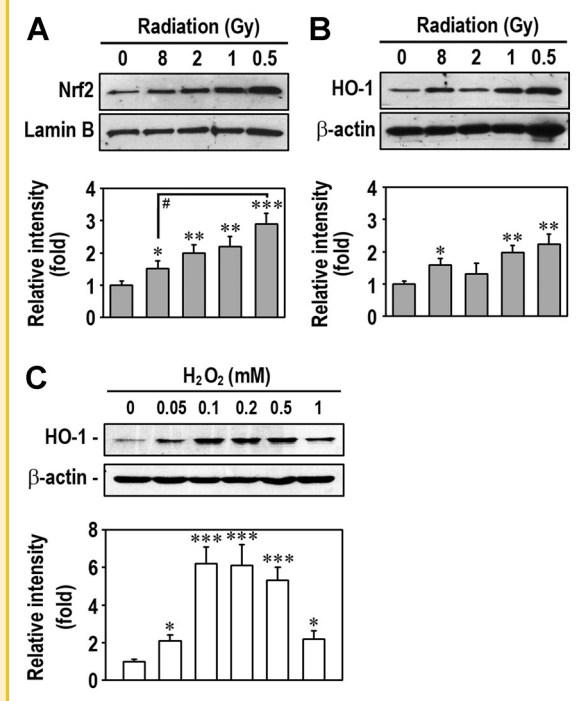 A
Radiation (Gy)
0 8 2 1 0.5
Nrf2
Lamin B
Relative intensity
(fold)
4
3
2
1
0
#
* ** ** ***
B
Radiation (Gy)
0 8 2 1 0.5
HO-1
β-actin
Relative intensity
(fold)
4
3
2
1
0
* ** **
C
H₂O₂ (mM)
0 0.05 0.1 0.2 0.5 1
HO-1 -
β-actin -
Relative intensity
(fold)
8
6
4
2
0
* *** *** *** *